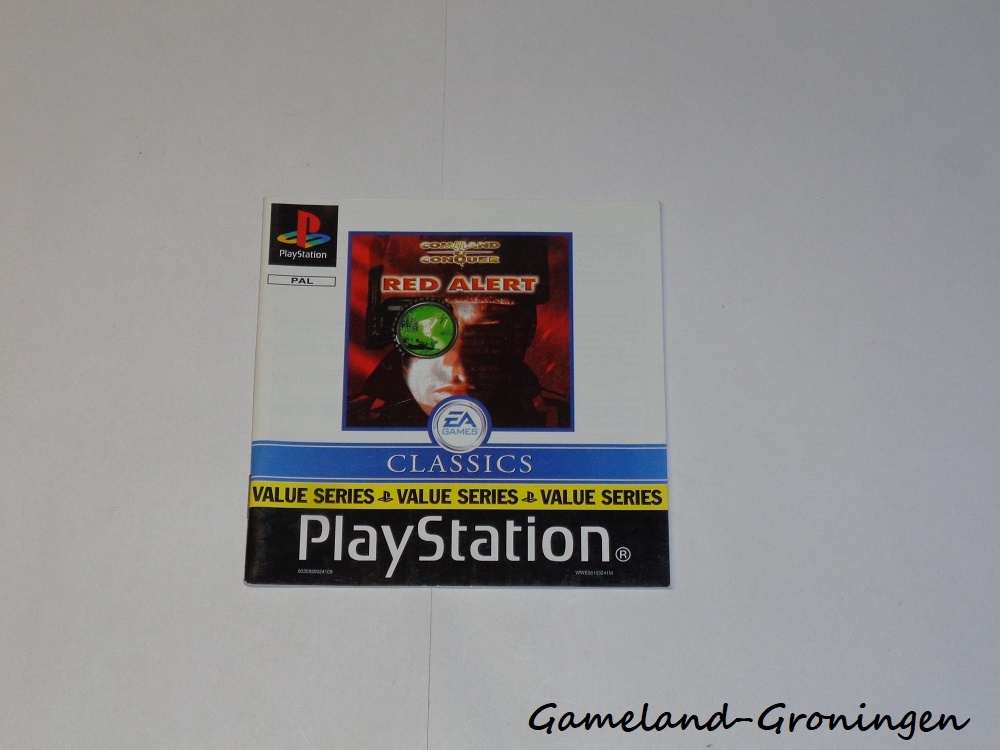 PlayStation
PAL
COMMAND
CONQUER
RED ALERT
EA
GAMES
CLASSICS
VALUE SERIES VALUE SERIES VALUE SERIES
PlayStation®
Gameland-Groningen